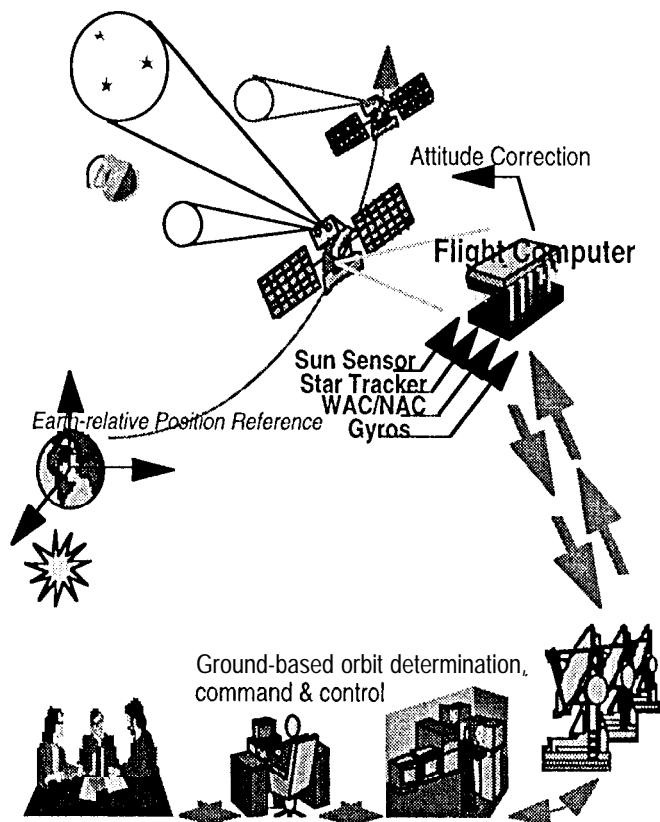 Attitude Correction
Flight Computer
Sun Sensor
Star Tracker
WAC/NAC
Gyros
Earth-relative Position Reference
Ground-based orbit determination,
command & control